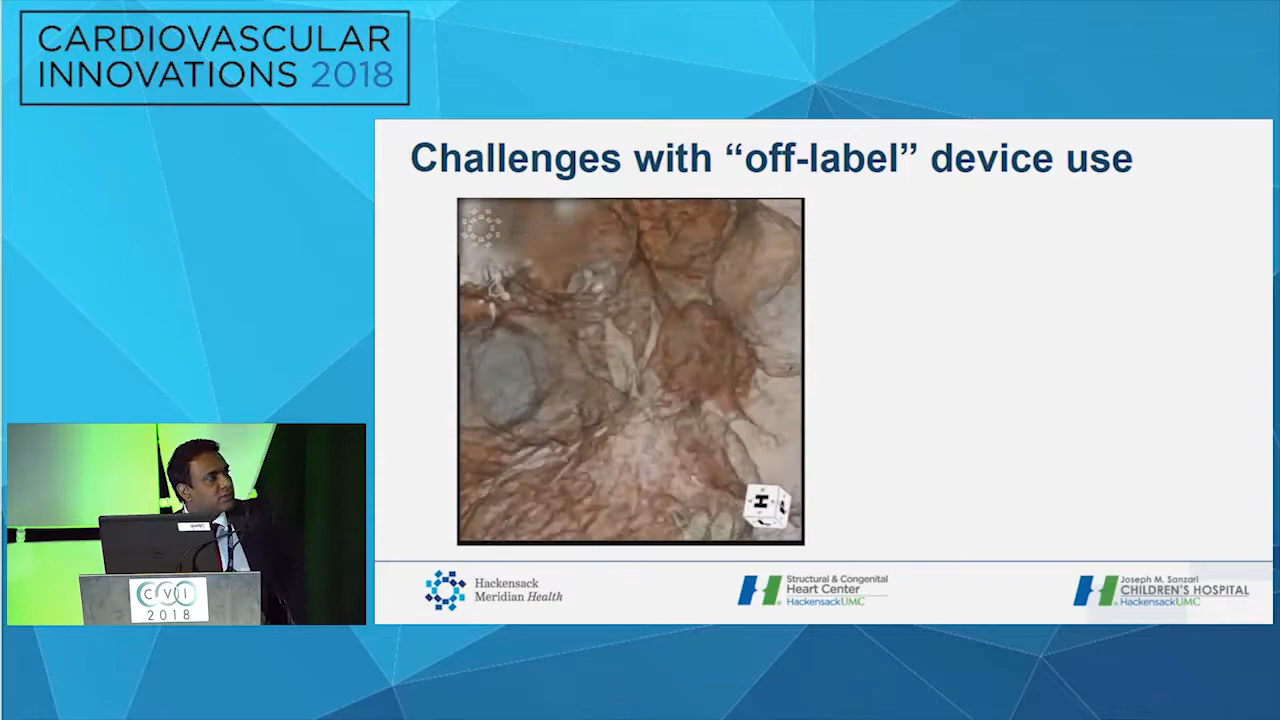 CARDIOVASCULAR
INNOVATIONS 2018
Challenges with “off-label” device use
H
CVI
2018
Hackensack
Meridian Health
Structural & Congenital
Heart Center
HackensackUMC
Joseph M. Sanzari
CHILDREN'S HOSPITAL
HackensackUMC